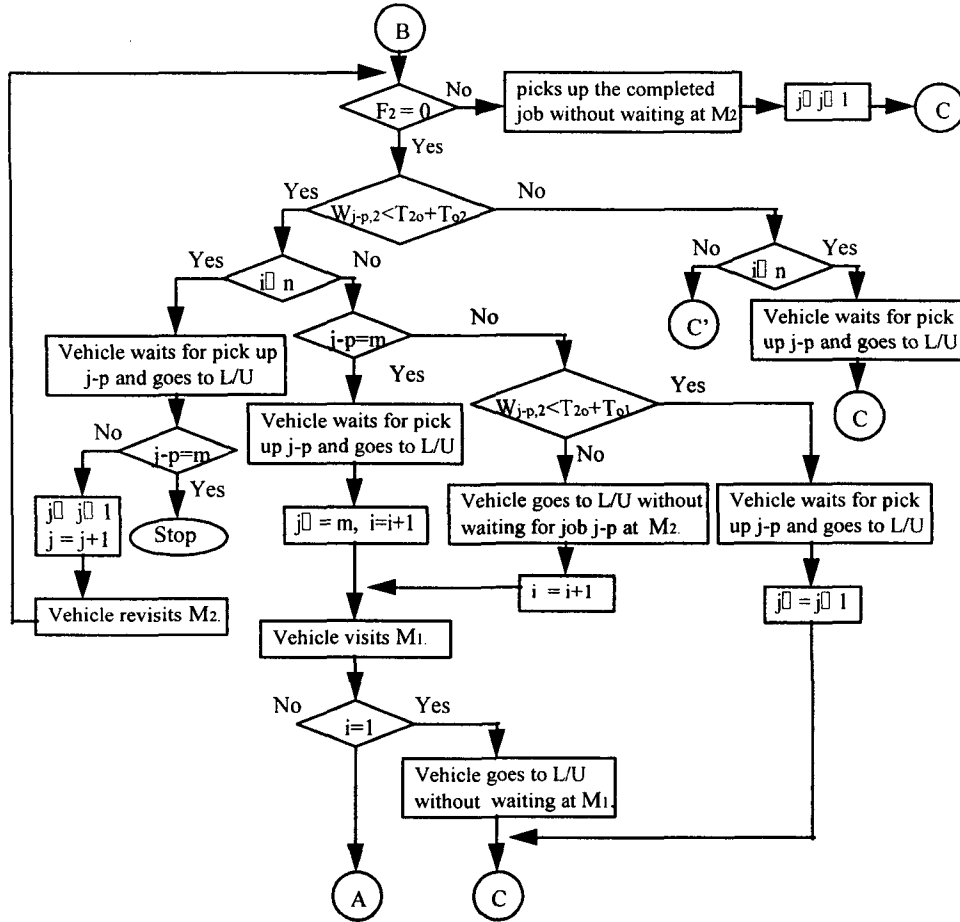 B
No
F2 = 0
picks up the completed
job without waiting at M2
j▯ j▯ 1
C
Yes
Yes
Wj-p,2<T2o+To2
No
Yes
i▯ n
No
No
i▯ n
Yes
C'
Vehicle waits for pick
up j-p and goes to L/U
C
Vehicle waits for pick up
j-p and goes to L/U
j-p=m
No
Yes
Vehicle waits for pick
up j-p and goes to L/U
Wj-p,2<T2o+To1
Yes
No
No
j-p=m
Yes
Stop
j▯ j▯ 1
j = j+1
Vehicle revisits M2.
j▯ = m, i=i+1
Vehicle goes to L/U without
waiting for job j-p at M2.
i = i+1
Vehicle waits for pick
up j-p and goes to L/U
j▯ = j▯ 1
Vehicle visits M1.
No
i=1
Yes
Vehicle goes to L/U
without waiting at M1.
A
C